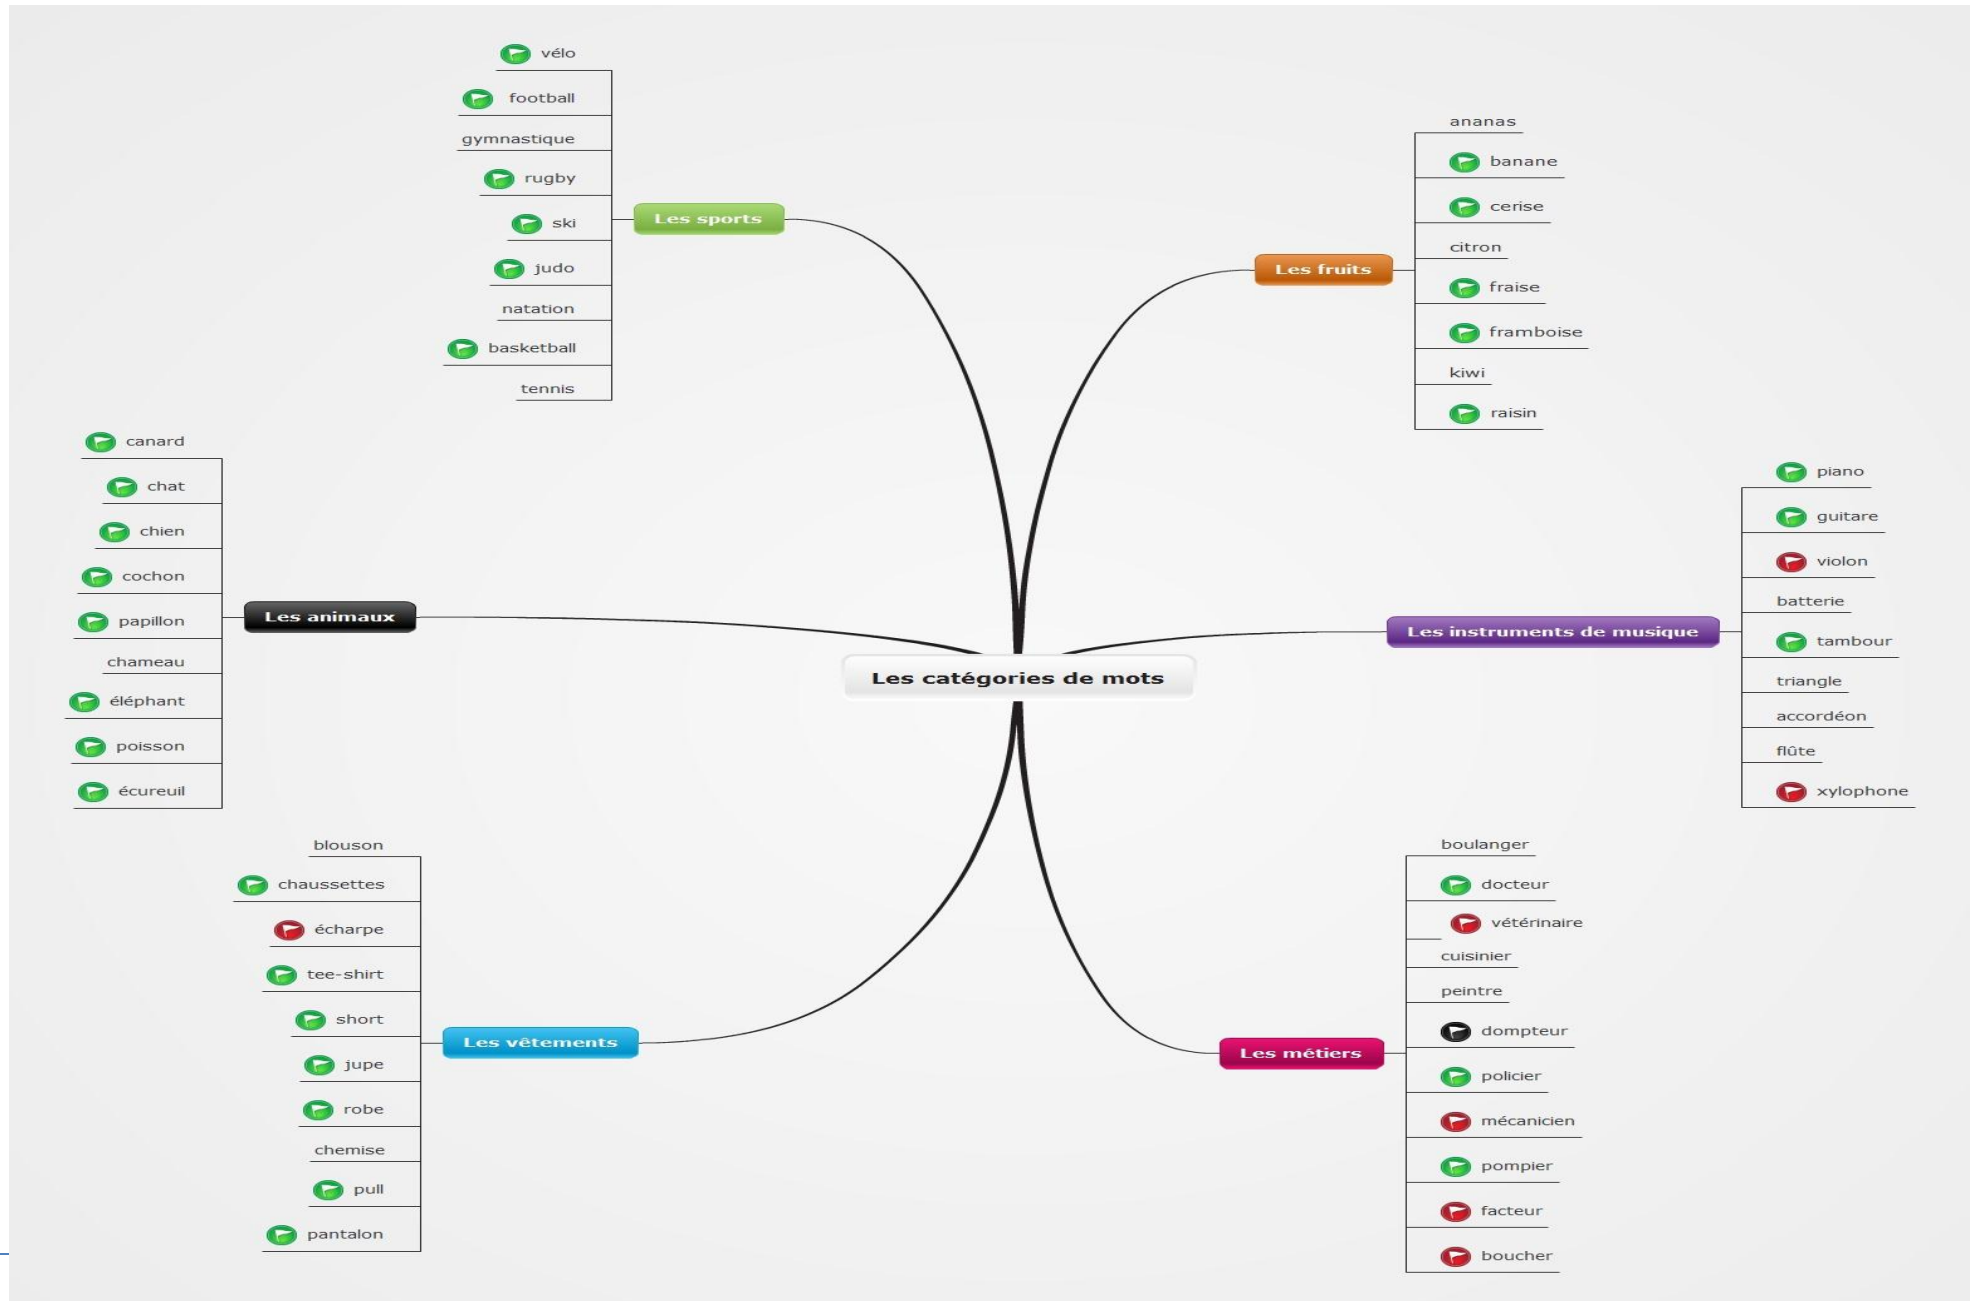 Les catégories de mots
Les sports
vélo
football
gymnastique
rugby
ski
judo
natation
basketball
tennis
Les fruits
ananas
banane
cerise
citron
fraise
framboise
kiwi
raisin
Les animaux
canard
chat
chien
cochon
papillon
chameau
éléphant
poisson
écureuil
Les instruments de musique
piano
guitare
violon
batterie
tambour
triangle
accordéon
flûte
xylophone
Les vêtements
blouson
chaussettes
écharpe
tee-shirt
short
jupe
robe
chemise
pull
pantalon
Les métiers
boulanger
docteur
vétérinaire
cuisinier
peintre
dompteur
policier
mécanicien
pompier
facteur
boucher